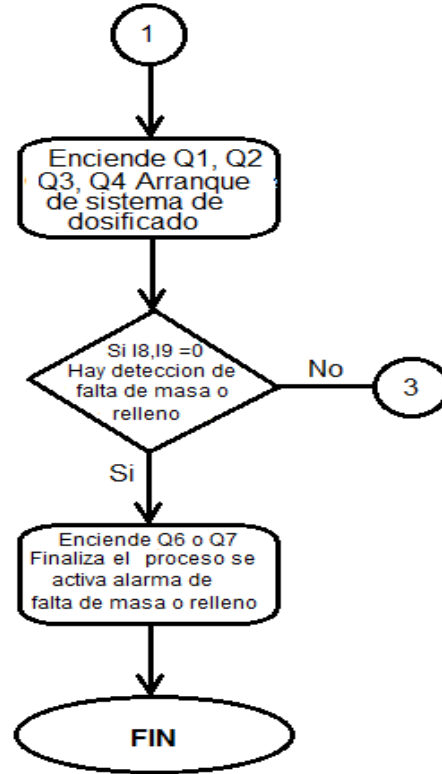 1
Enciende Q1, Q2
Q3, Q4 Arranque
de sistema de
dosificado
Si I8,I9 =0
Hay deteccion de
falta de masa o
relleno
No
3
Si
Enciende Q6 o Q7
Finaliza el proceso se
activa alarma de
falta de masa o relleno
FIN